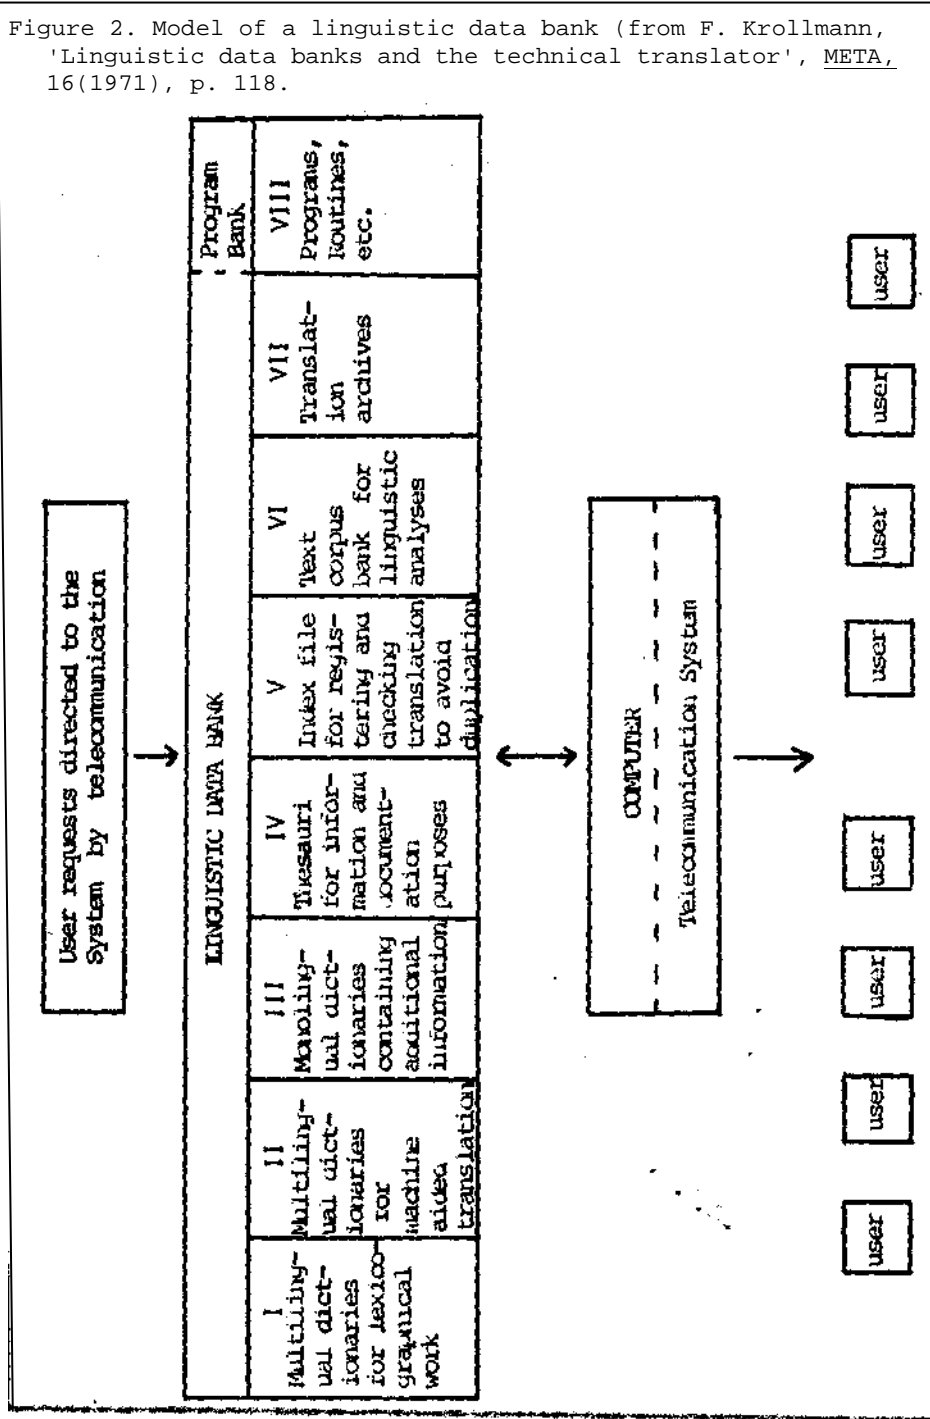 Figure 2. Model of a linguistic data bank (from F. Krollmann,
'Linguistic data banks and the technical translator', META,
16(1971), p. 118.
User requests directed to the
System by telecommunication
LINGUISTIC DATA BANK
Program
Bank
I
Multiling-
ual dict-
ionaries
for lexico-
graphical
work
II
Multiling-
ual dict-
ionaries
for
machine
aided
translation
III
Monoling-
ual dict-
ionaries
containing
additional
information
IV
Thesauri
for infor-
mation and
document-
ation
purposes
V
Index file
for regis-
tering and
checking
translation
to avoid
duplication
VI
Text
corpus
bank for
linguistic
analyses
VII
Translat-
ion
archives
VIII
Programs,
Routines,
etc.
COMPUTER
Telecommunication System
user
user
user
user
user
user
user
user